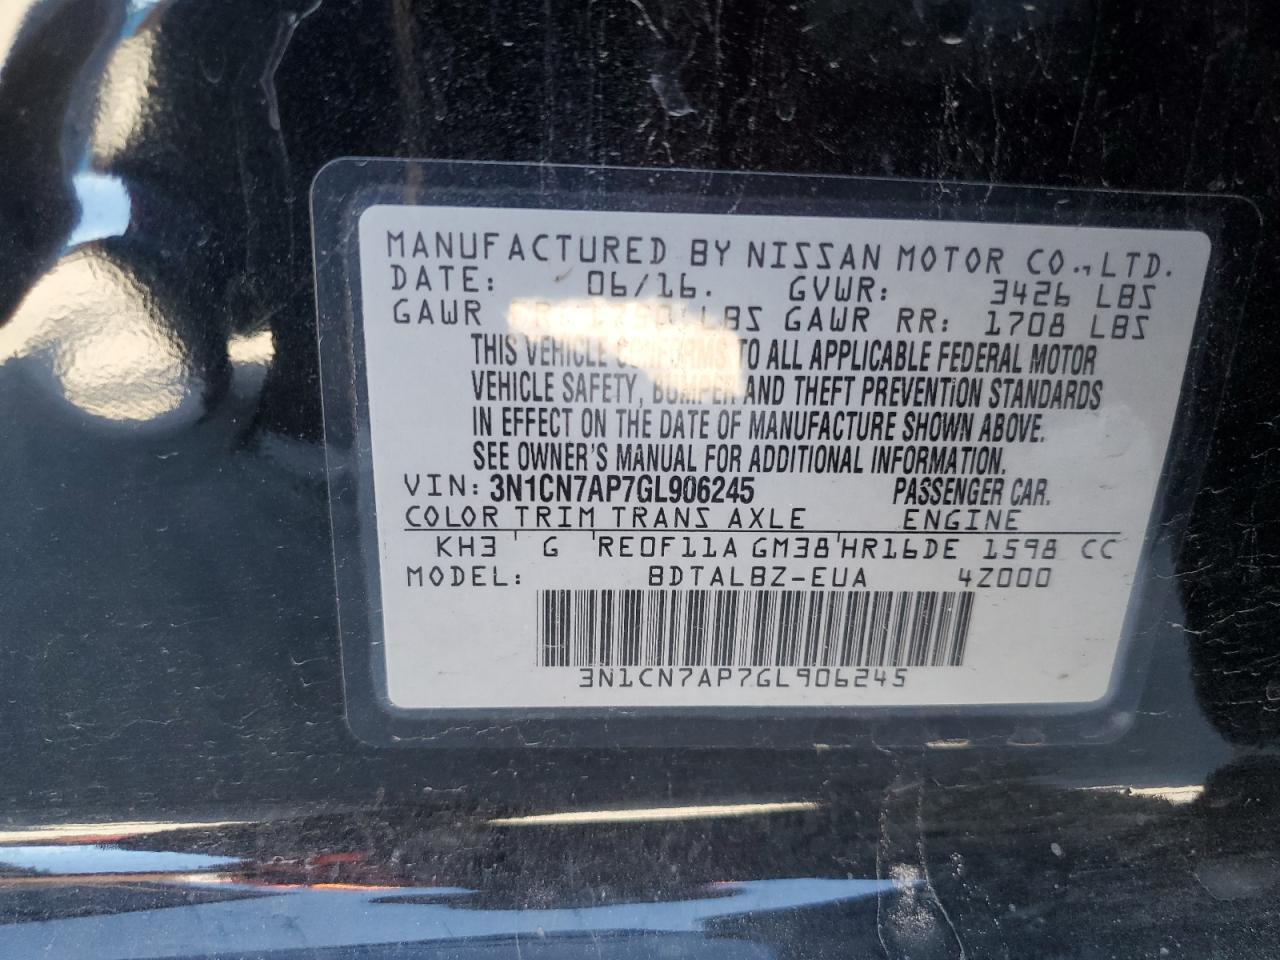 MANUFACTURED BY NISSAN MOTOR CO., LTD.
DATE: 06/16. GVWR: 3426 LBS
GAWR LBS GAWR RR: 1708 LBS
THIS VEHICLE CONFORMS TO ALL APPLICABLE FEDERAL MOTOR
VEHICLE SAFETY, BUMPER AND THEFT PREVENTION STANDARDS
IN EFFECT ON THE DATE OF MANUFACTURE SHOWN ABOVE.
SEE OWNER'S MANUAL FOR ADDITIONAL INFORMATION.
VIN: 3N1CN7AP7GL906245 PASSENGER CAR.
COLOR TRIM TRANS AXLE ENGINE
KH3 ' G ' RE0F11A GM38'HR16DE 1598 CC
MODEL: BDTALBZ-EUA 4Z000
3N1CN7AP7GL906245